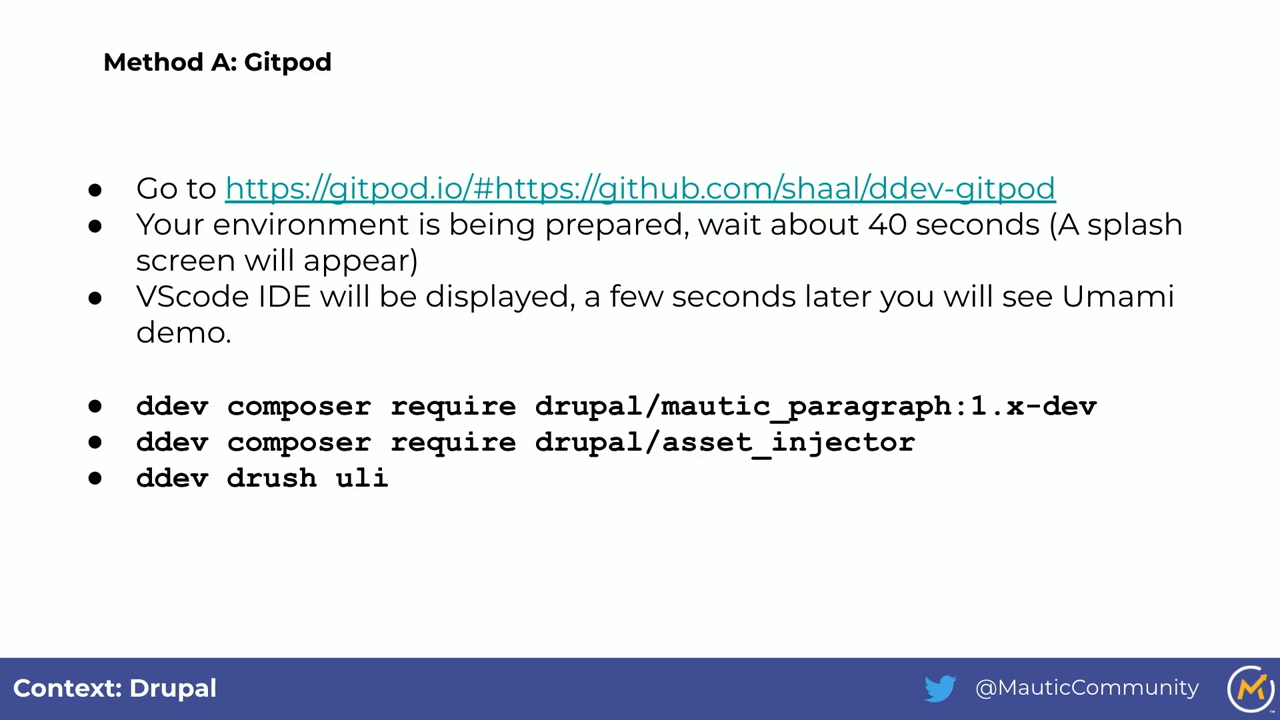 Method A: Gitpod
● Go to https://gitpod.io/#https://github.com/shaal/ddev-gitpod
● Your environment is being prepared, wait about 40 seconds (A splash
screen will appear)
● VScode IDE will be displayed, a few seconds later you will see Umami
demo.
● ddev composer require drupal/mautic_paragraph:1.x-dev
● ddev composer require drupal/asset_injector
● ddev drush uli
Context: Drupal
@MauticCommunity